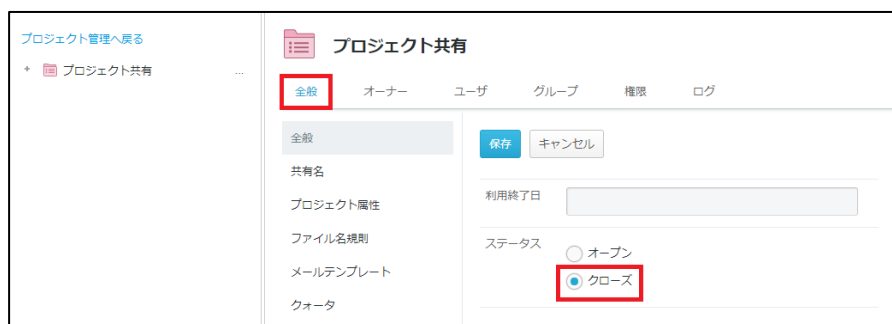 プロジェクト管理へ戻る
プロジェクト共有 ...
プロジェクト共有
全般 オーナー ユーザ グループ 権限 ログ
全般
共有名
プロジェクト属性
ファイル名規則
メールテンプレート
クォータ
保存 キャンセル
利用終了日
ステータス
オープン
クローズ